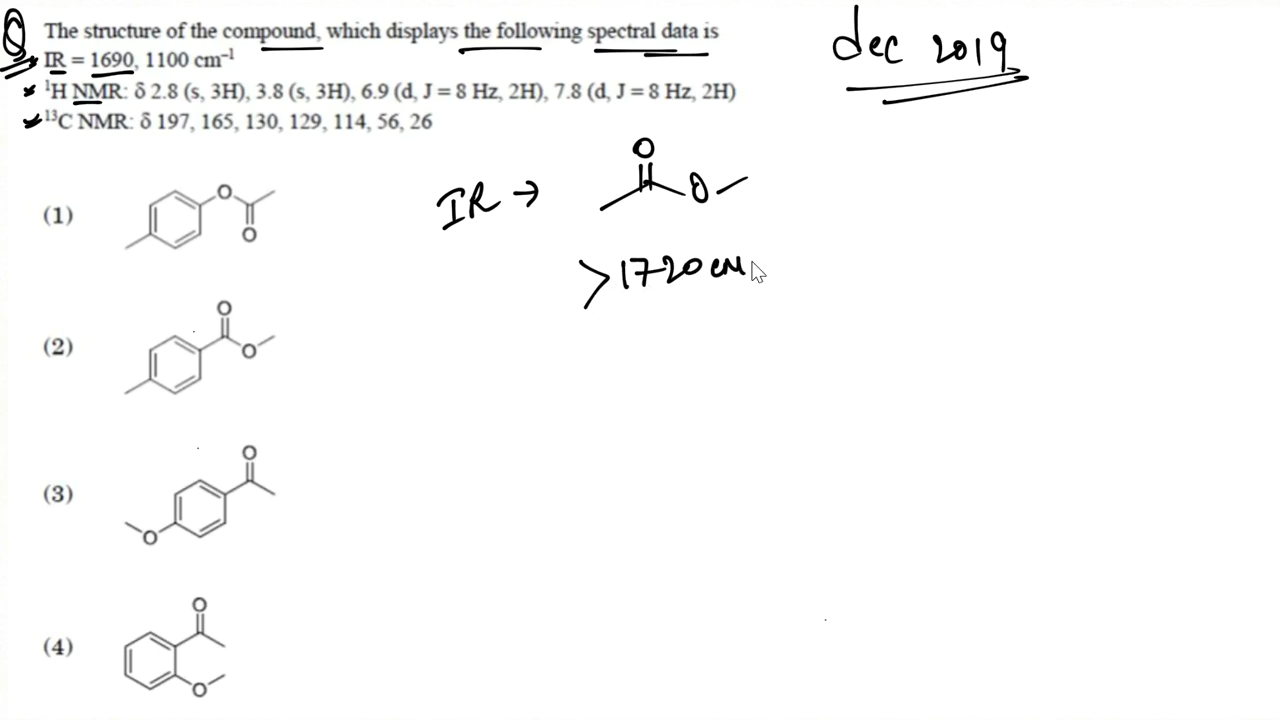 Q The structure of the compound, which displays the following spectral data is
dec 2019
IR = 1690, 1100 cm⁻¹
¹H NMR: δ 2.8 (s, 3H), 3.8 (s, 3H), 6.9 (d, J = 8 Hz, 2H), 7.8 (d, J = 8 Hz, 2H)
¹³C NMR: δ 197, 165, 130, 129, 114, 56, 26
IR → O O
>1720 cm
(1) O O
(2) O O
(3) O O
(4) O O